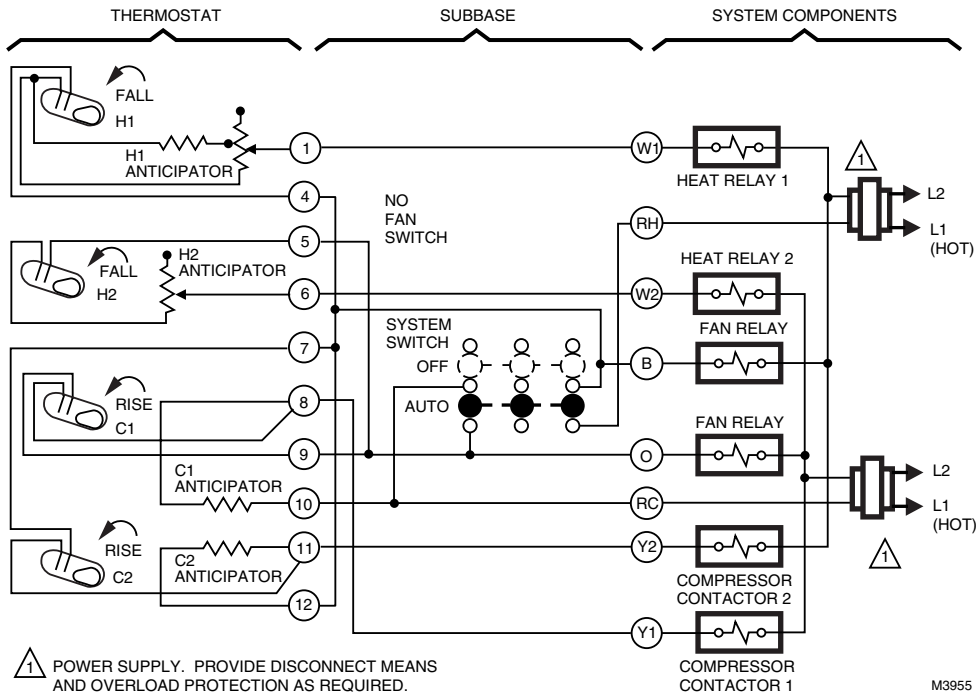 THERMOSTAT
SUBBASE
SYSTEM COMPONENTS
FALL
H1
H1
ANTICIPATOR
1
W1
HEAT RELAY 1
1
L2
L1
(HOT)
4
NO
FAN
SWITCH
RH
5
H2
ANTICIPATOR
FALL
H2
6
W2
HEAT RELAY 2
FAN RELAY
SYSTEM
SWITCH
OFF
AUTO
7
B
RISE
C1
8
FAN RELAY
9
O
C1
ANTICIPATOR
10
RC
L2
L1
(HOT)
1
RISE
C2
11
C2
ANTICIPATOR
Y2
COMPRESSOR
CONTACTOR 2
12
Y1
COMPRESSOR
CONTACTOR 1
1 POWER SUPPLY. PROVIDE DISCONNECT MEANS
AND OVERLOAD PROTECTION AS REQUIRED.
M3955